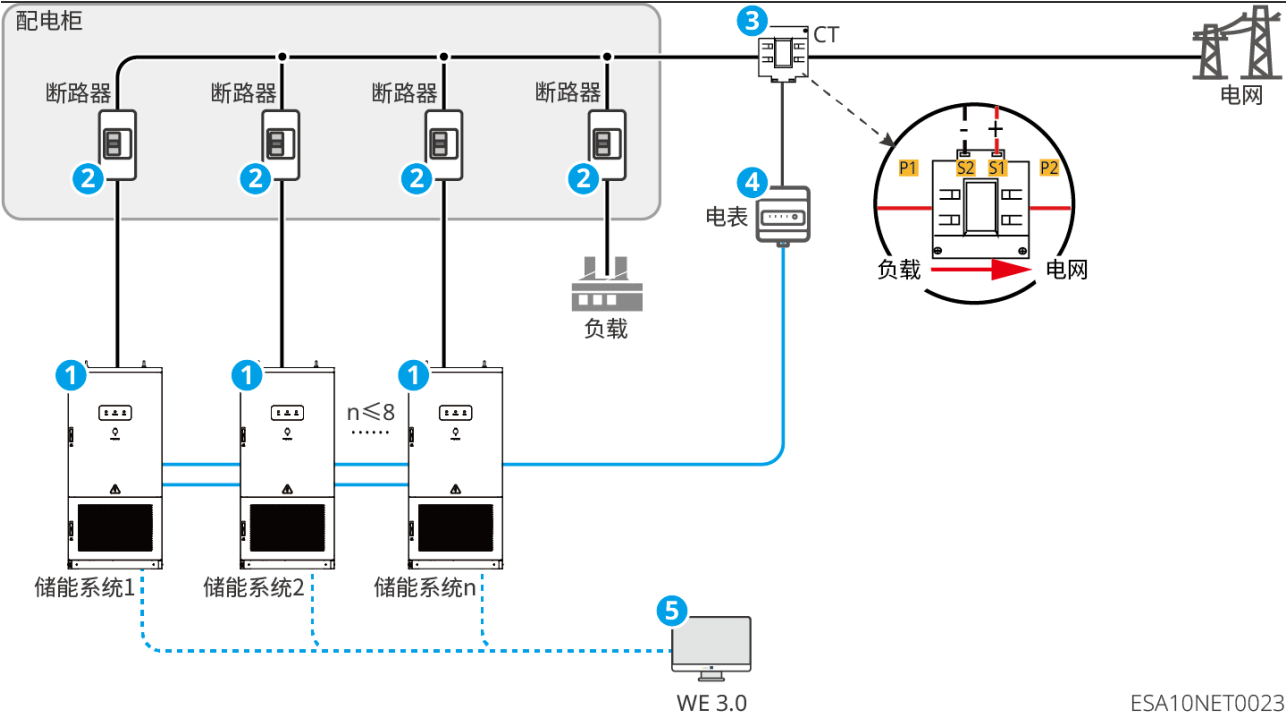 配电柜
3
CT
断路器
断路器
断路器
断路器
电网
2
2
2
2
4
电表
- +
P1 S2 S1 P2
负载
电网
负载
1
1
1
n≤8
······
储能系统1
储能系统2
储能系统n
5
WE 3.0
ESA10NET0023